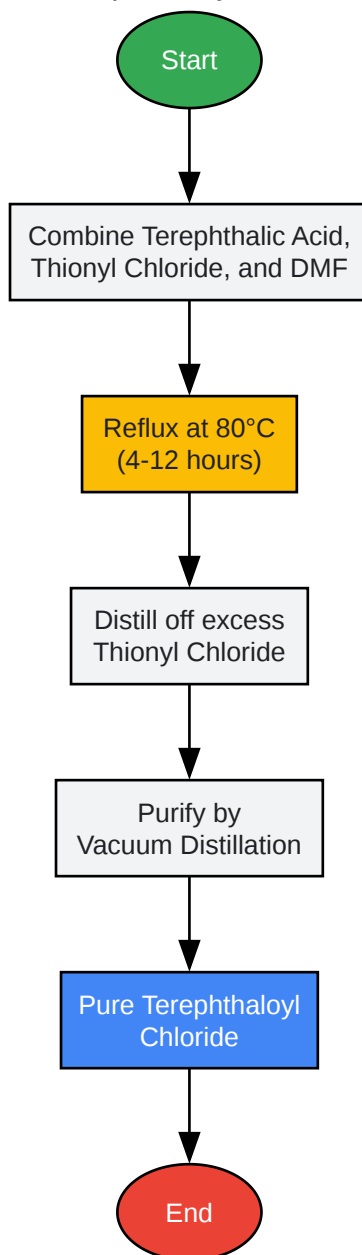 Start
Combine Terephthalic Acid,
Thionyl Chloride, and DMF
Reflux at 80°C
(4-12 hours)
Distill off excess
Thionyl Chloride
Purify by
Vacuum Distillation
Pure Terephthaloyl
Chloride
End